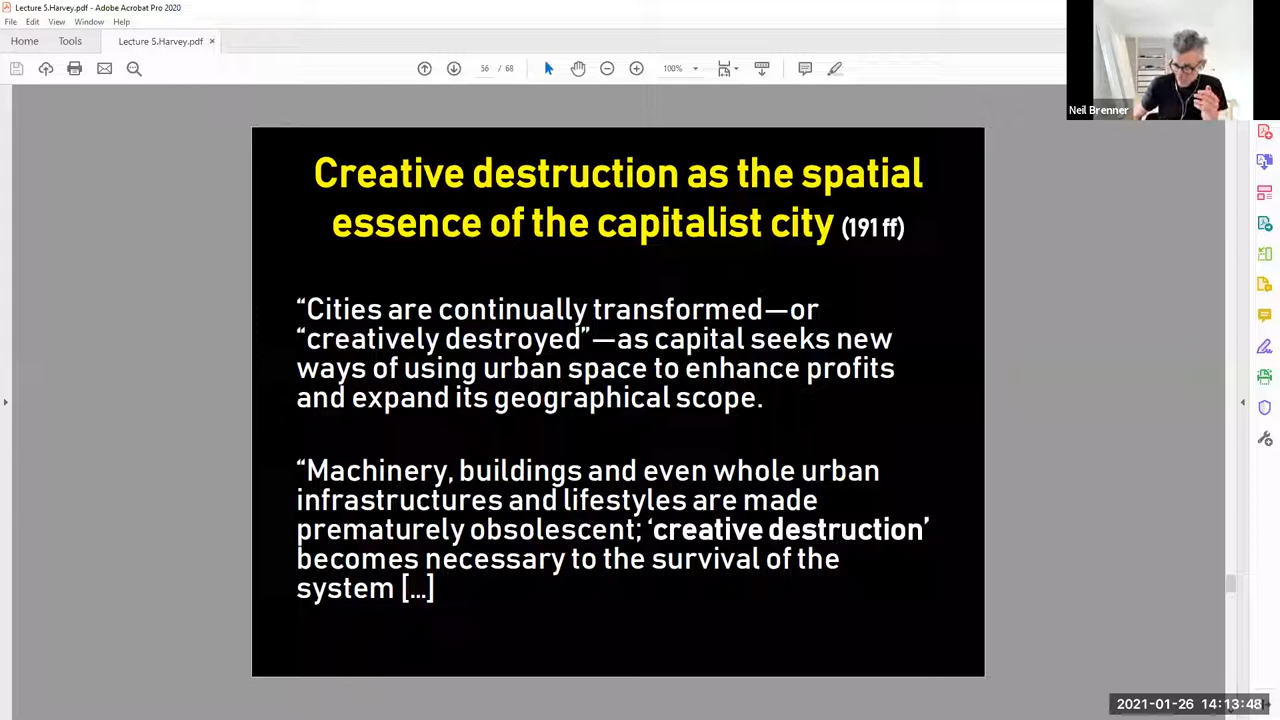 Lecture 5.Harvey.pdf - Adobe Acrobat Pro 2020
File Edit View Window Help
Home Tools Lecture 5.Harvey.pdf ×
56 / 68 100%
Neil Brenner
Creative destruction as the spatial
essence of the capitalist city (191 ff)
“Cities are continually transformed—or
“creatively destroyed”—as capital seeks new
ways of using urban space to enhance profits
and expand its geographical scope.
“Machinery, buildings and even whole urban
infrastructures and lifestyles are made
prematurely obsolescent; ‘creative destruction’
becomes necessary to the survival of the
system [...]
2021-01-26 14:13:48